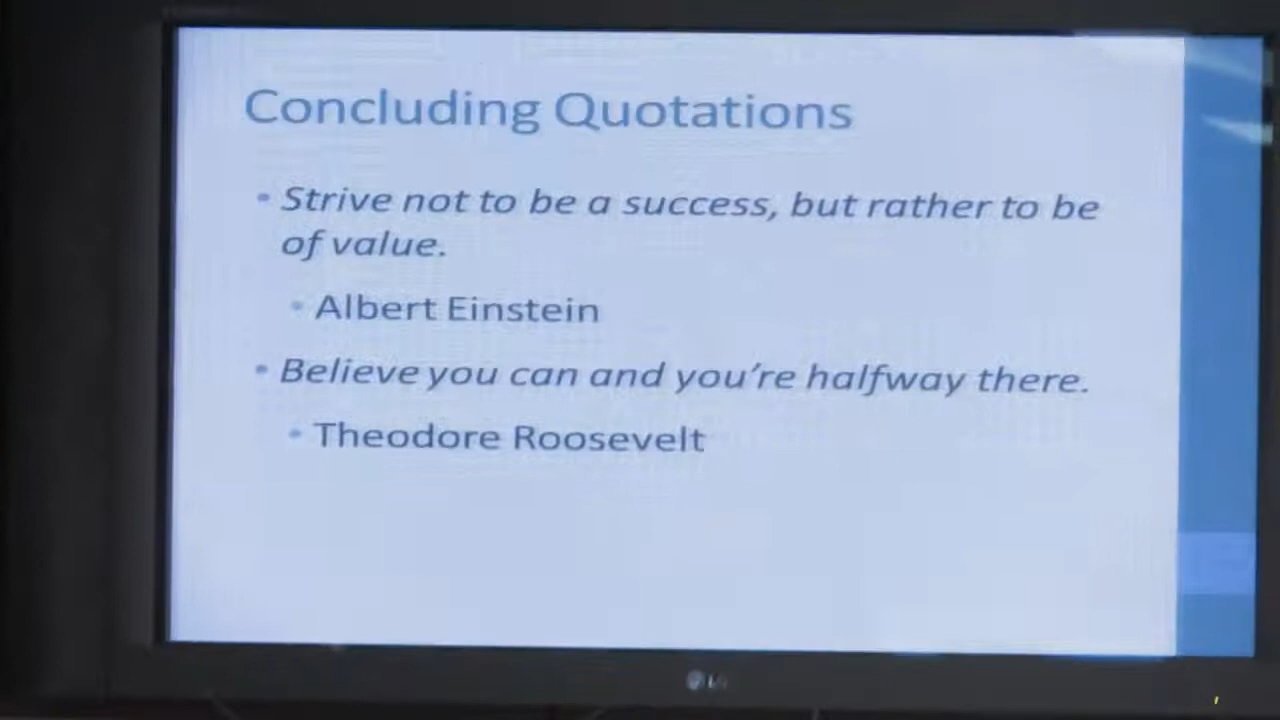 Concluding Quotations
• Strive not to be a success, but rather to be
of value.
• Albert Einstein
• Believe you can and you're halfway there.
• Theodore Roosevelt
LG